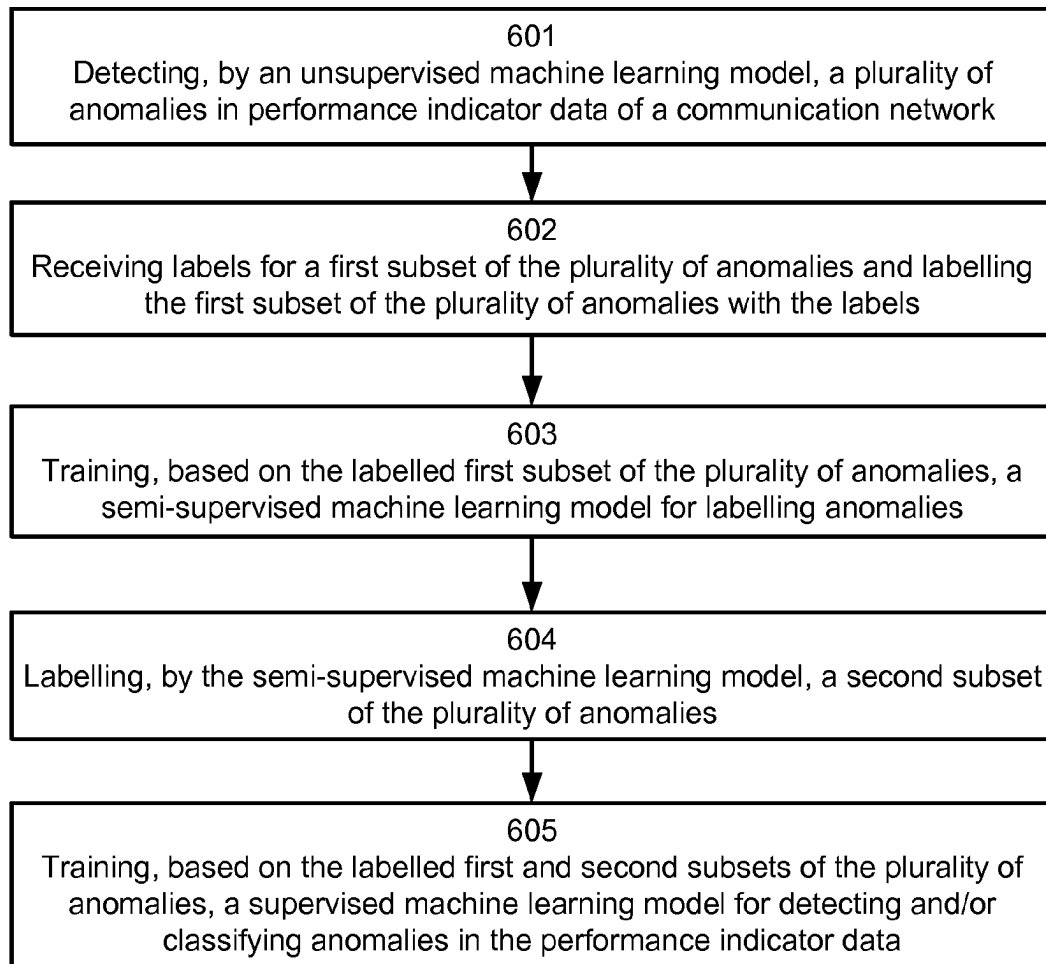 601
Detecting, by an unsupervised machine learning model, a plurality of
anomalies in performance indicator data of a communication network
602
Receiving labels for a first subset of the plurality of anomalies and labelling
the first subset of the plurality of anomalies with the labels
603
Training, based on the labelled first subset of the plurality of anomalies, a
semi-supervised machine learning model for labelling anomalies
604
Labelling, by the semi-supervised machine learning model, a second subset
of the plurality of anomalies
605
Training, based on the labelled first and second subsets of the plurality of
anomalies, a supervised machine learning model for detecting and/or
classifying anomalies in the performance indicator data